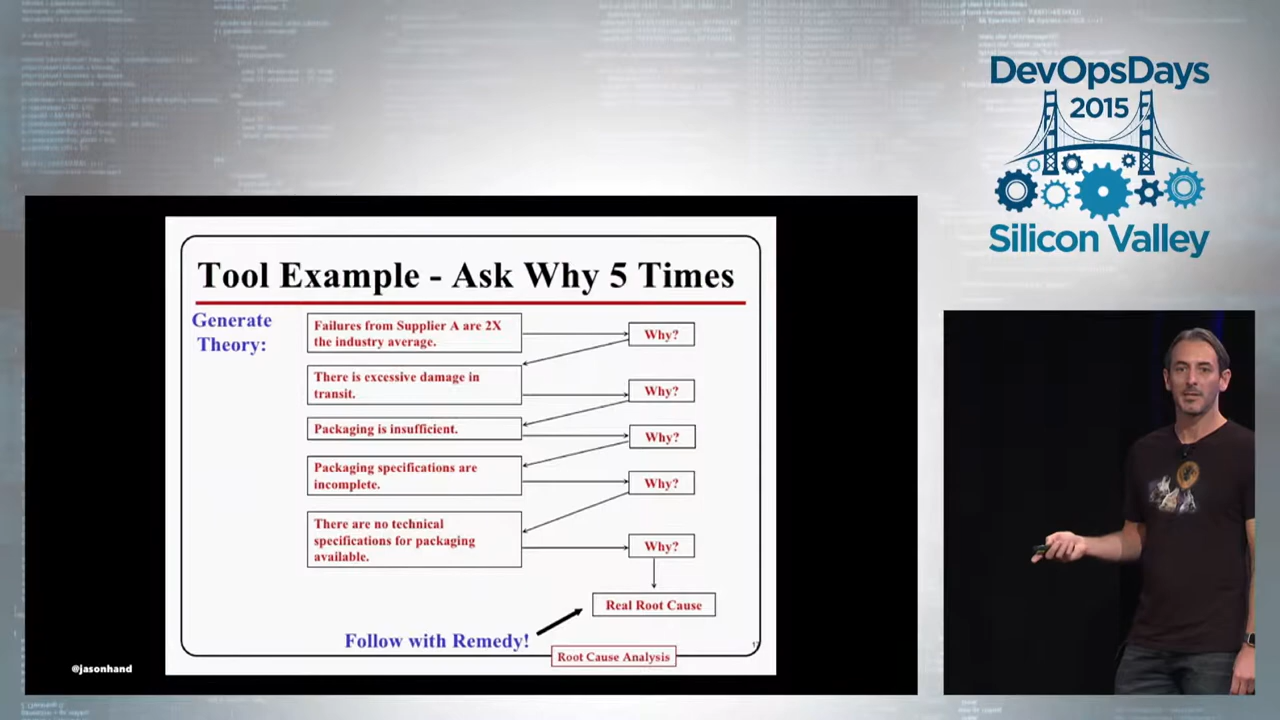 DevOpsDays
2015
Silicon Valley
Tool Example - Ask Why 5 Times
Generate
Theory:
Failures from Supplier A are 2X
the industry average.
Why?
There is excessive damage in
transit.
Why?
Packaging is insufficient.
Why?
Packaging specifications are
incomplete.
Why?
There are no technical
specifications for packaging
available.
Why?
Real Root Cause
Follow with Remedy!
Root Cause Analysis
@jasonhand